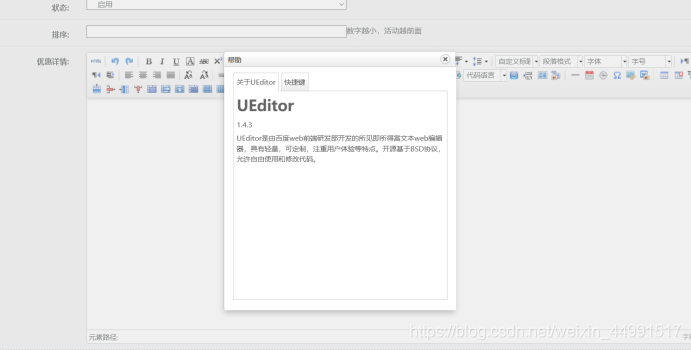 状态:
启用
排序:
数字越小，活动越前面
优惠详情:
HTML
自定义标题
段落格式
字体
字号
代码语言
帮助
关于UEditor
快捷键
UEditor
1.4.3
UEditor是由百度web前端研发部开发的所见即所得富文本web编辑
器，具有轻量，可定制，注重用户体验等特点。开源基于BSD协议，
允许自由使用和修改代码。
元素路径:
https://blog.csdn.net/weixin_44991517